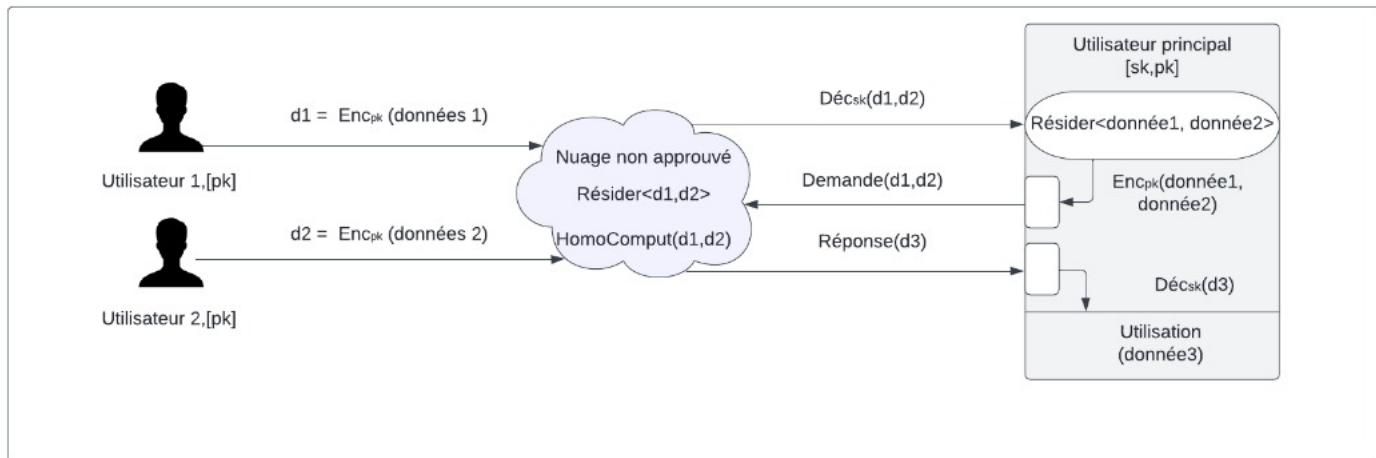 Utilisateur principal
[sk,pk]
d1 = Encpk (données 1)
Décsk(d1,d2)
Résider<donnée1, donnée2>
Nuage non approuvé
Utilisateur 1,[pk]
Demande(d1,d2)
Encpk(donnée1,
donnée2)
Résider<d1,d2>
d2 = Encpk (données 2)
HomoComput(d1,d2)
Réponse(d3)
Décsk(d3)
Utilisateur 2,[pk]
Utilisation
(donnée3)